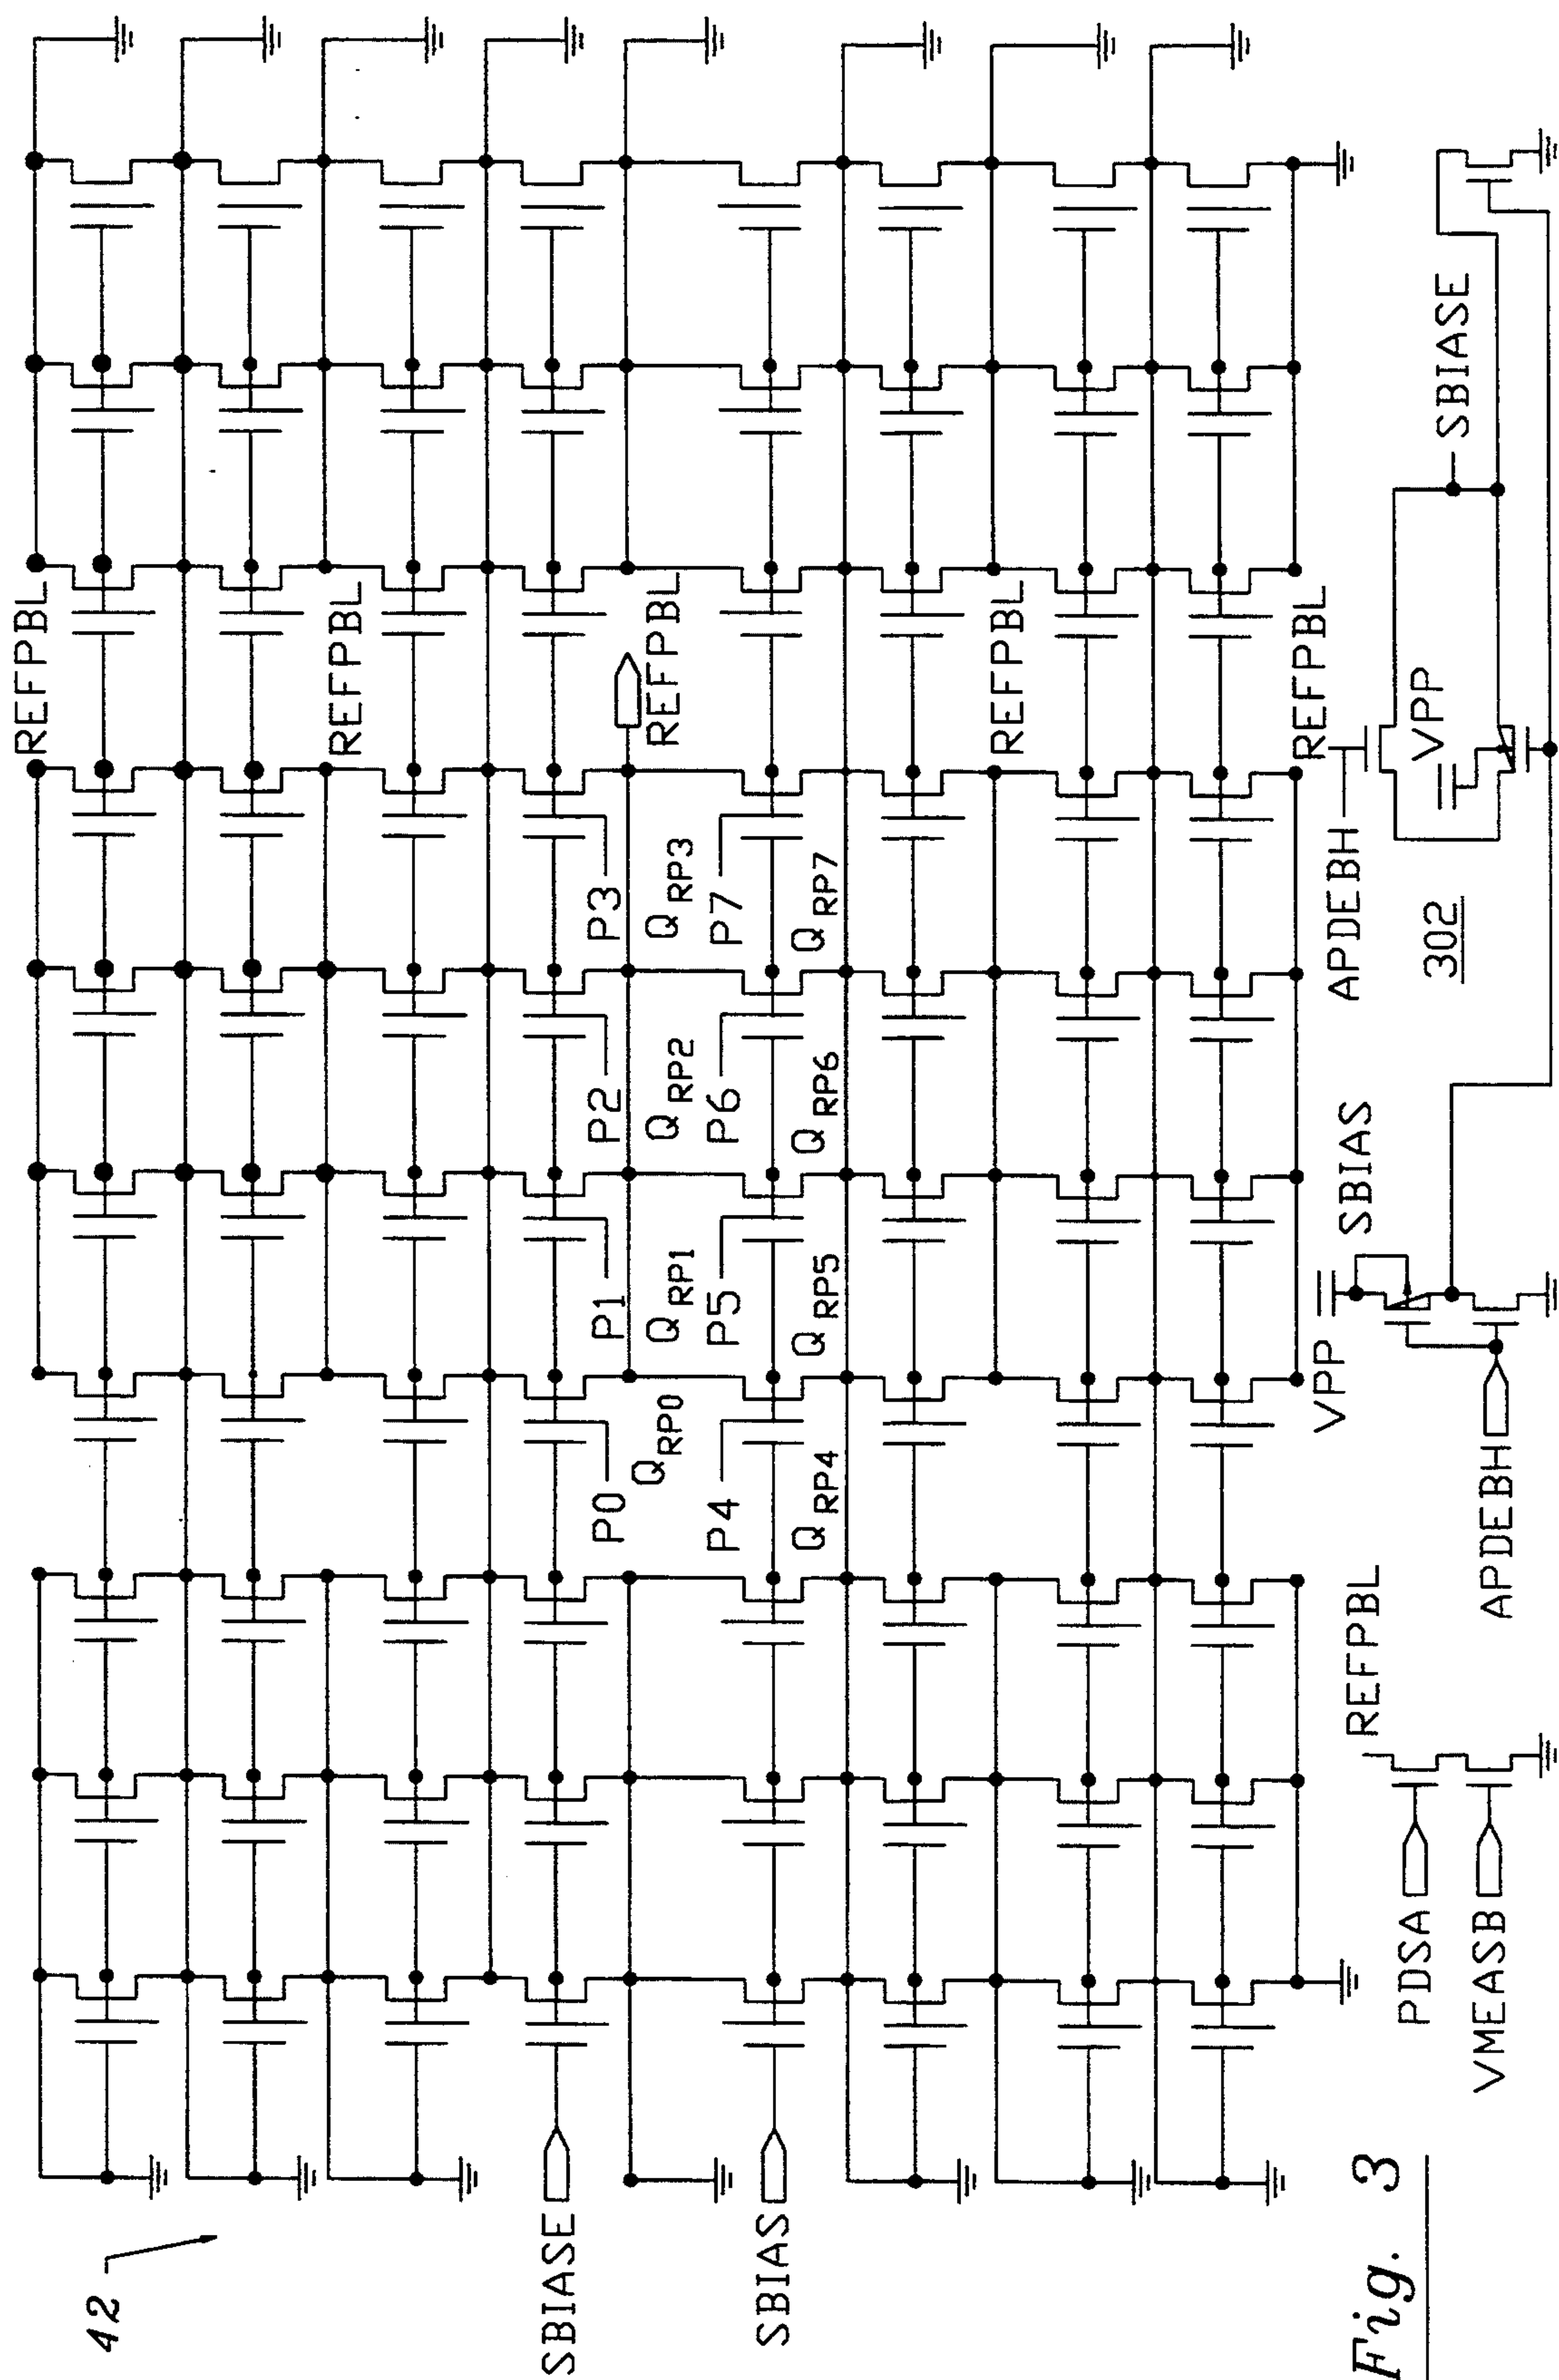 42
REFPBL
REFPBL
REFPBL
REFPBL
REFPBL
SBIASE
SBIAS
P0
P1
P2
P3
QRP0
QRP1
QRP2
QRP3
P4
P5
P6
P7
QRP4
QRP5
QRP6
QRP7
VPP
SBIAS
APDEBH
VPP
SBIASE
302
REFPBL
PDSA
VMEASB
APDEBH
Fig. 3